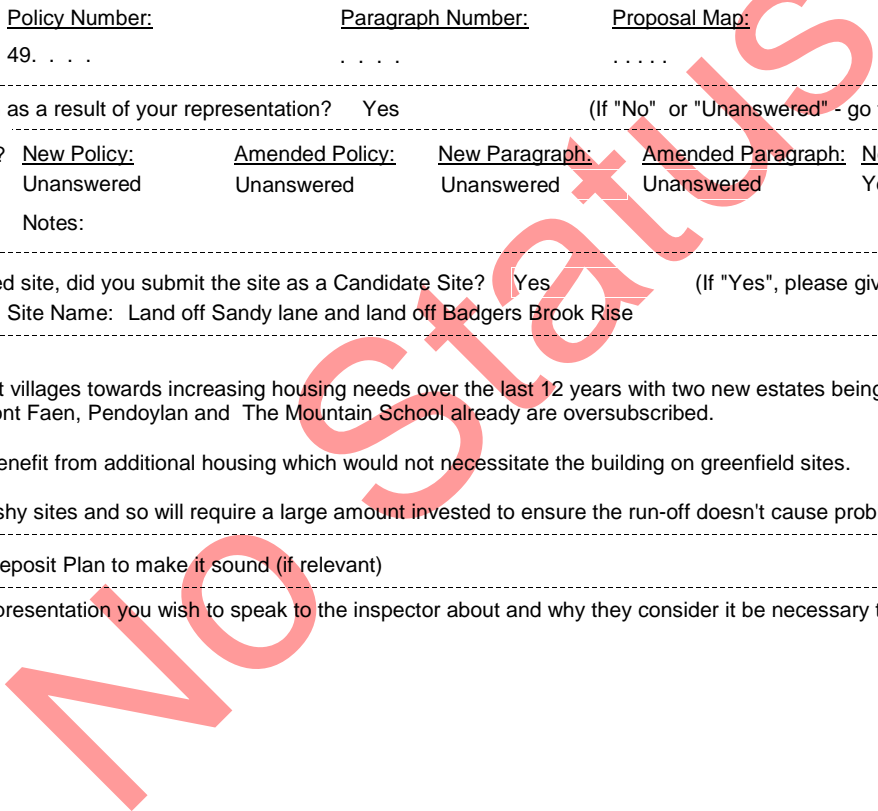 Policy Number: Paragraph Number: Proposal Map:
49. . . . . . . . . . . . .
as a result of your representation? Yes (If "No" or "Unanswered" - go
? New Policy: Amended Policy: New Paragraph: Amended Paragraph:
Unanswered Unanswered Unanswered Unanswered
Notes:
ed site, did you submit the site as a Candidate Site? Yes (If "Yes", please giv
Site Name: Land off Sandy lane and land off Badgers Brook Rise
t villages towards increasing housing needs over the last 12 years with two new estates being
ont Faen, Pendoylan and The Mountain School already are oversubscribed.
enefit from additional housing which would not necessitate the building on greenfield sites.
shy sites and so will require a large amount invested to ensure the run-off doesn't cause prob
eposit Plan to make it sound (if relevant)
presentation you wish to speak to the inspector about and why they consider it be necessary t
No Status